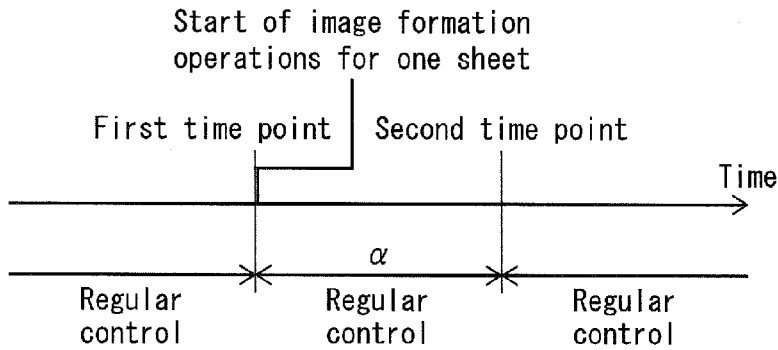 Start of image formation
operations for one sheet
First time point Second time point
Time
α
Regular control Regular control Regular control